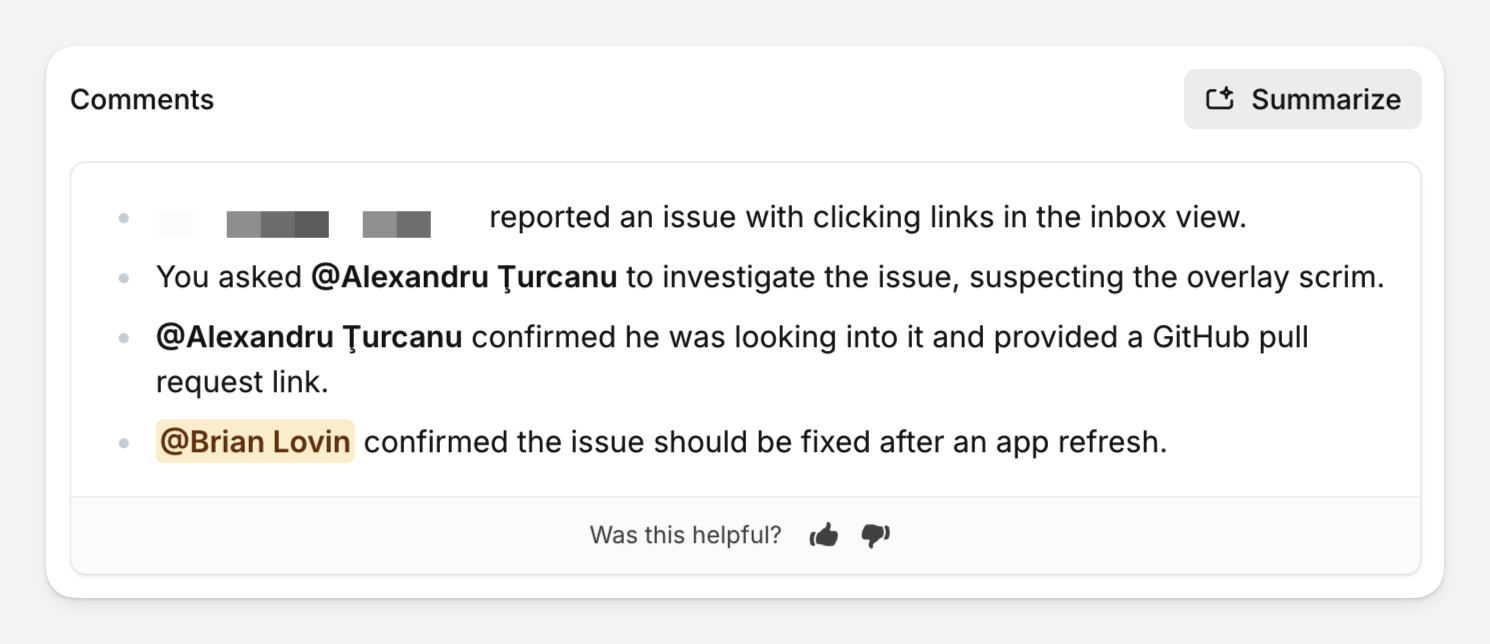 Comments
Summarize
reported an issue with clicking links in the inbox view.
You asked @Alexandru Ţurcanu to investigate the issue, suspecting the overlay scrim.
@Alexandru Ţurcanu confirmed he was looking into it and provided a GitHub pull
request link.
@Brian Lovin confirmed the issue should be fixed after an app refresh.
Was this helpful?